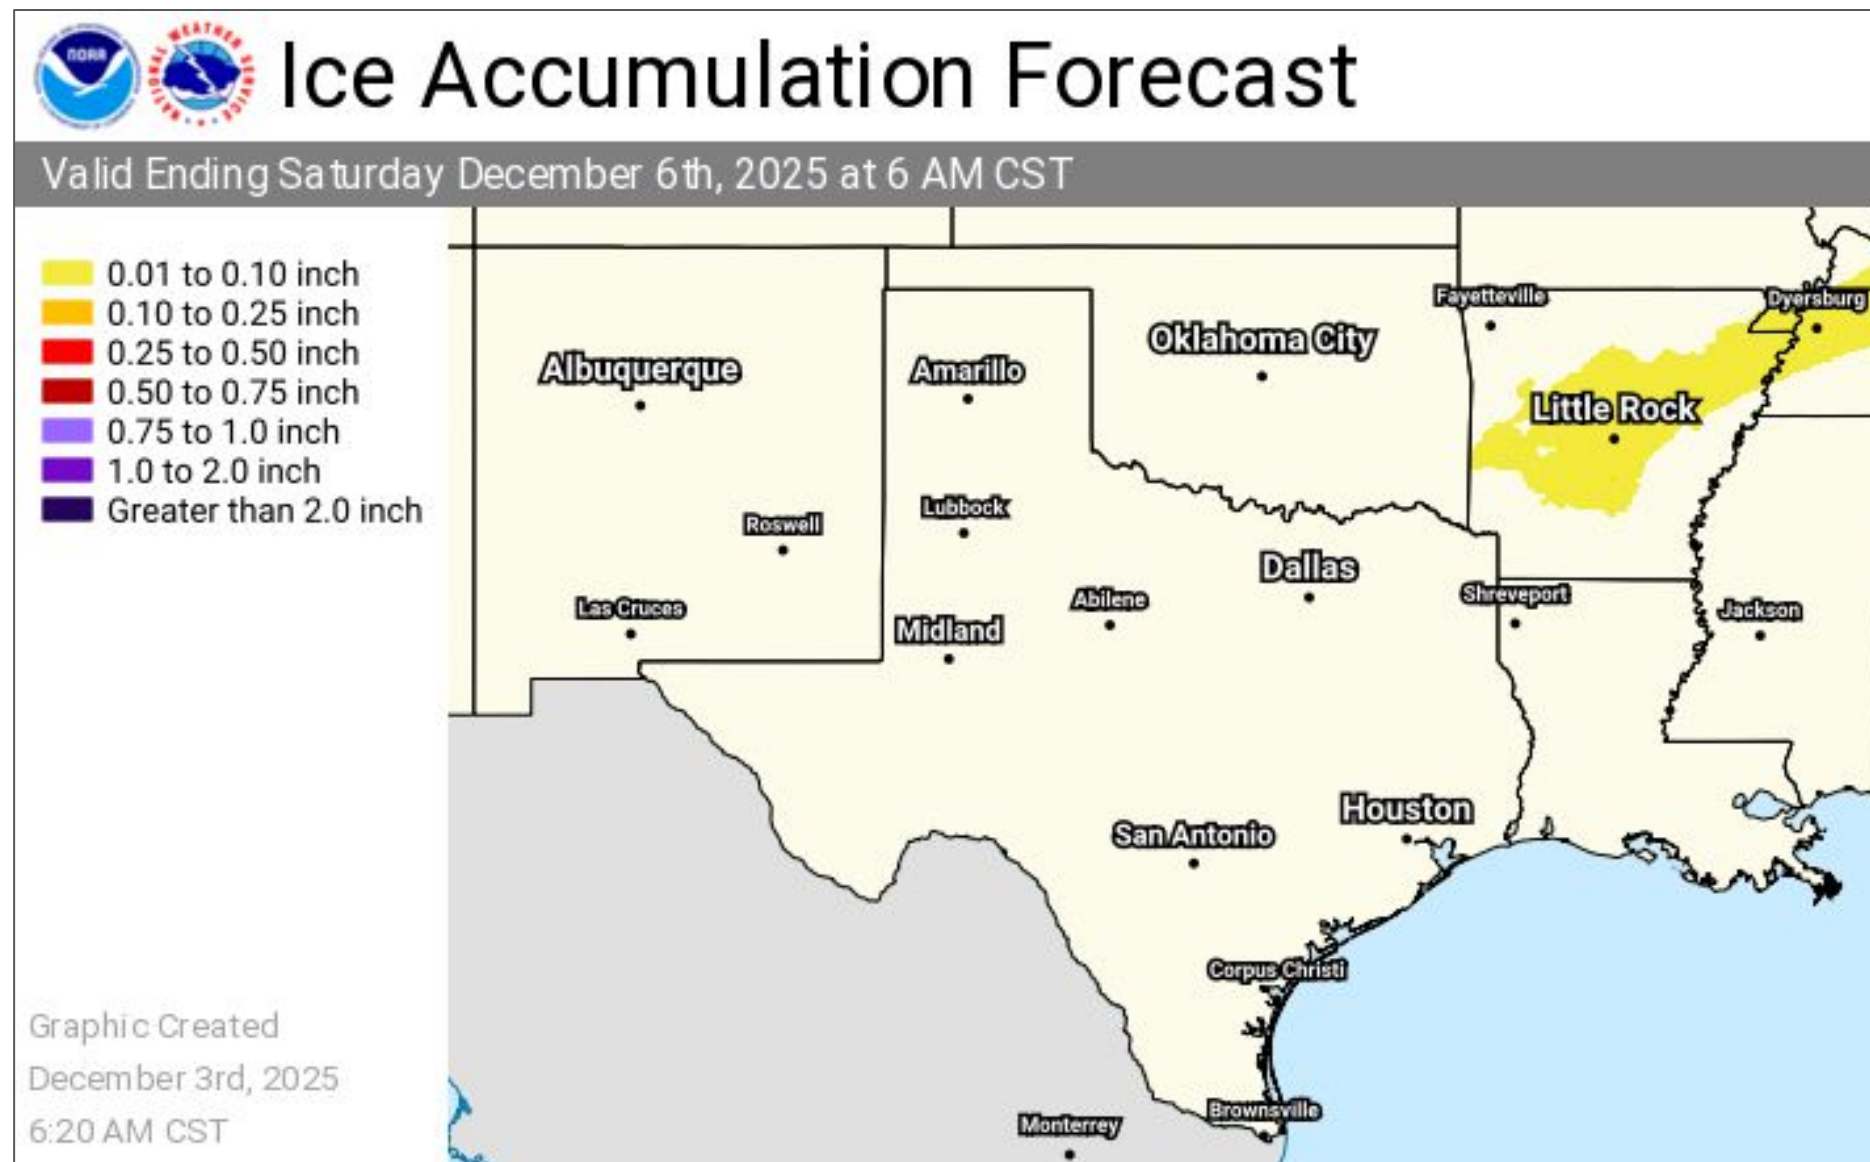 NOAA
NATIONAL WEATHER SERVICE
Ice Accumulation Forecast
Valid Ending Saturday December 6th, 2025 at 6 AM CST
0.01 to 0.10 inch
0.10 to 0.25 inch
0.25 to 0.50 inch
0.50 to 0.75 inch
0.75 to 1.0 inch
1.0 to 2.0 inch
Greater than 2.0 inch
Fayetteville
Dyersburg
Oklahoma City
Albuquerque
Amarillo
Little Rock
Lubbock
Roswell
Dallas
Shreveport
Abilene
Las Cruces
Jackson
Midland
Houston
San Antonio
Corpus Christi
Brownsville
Monterrey
Graphic Created
December 3rd, 2025
6:20 AM CST